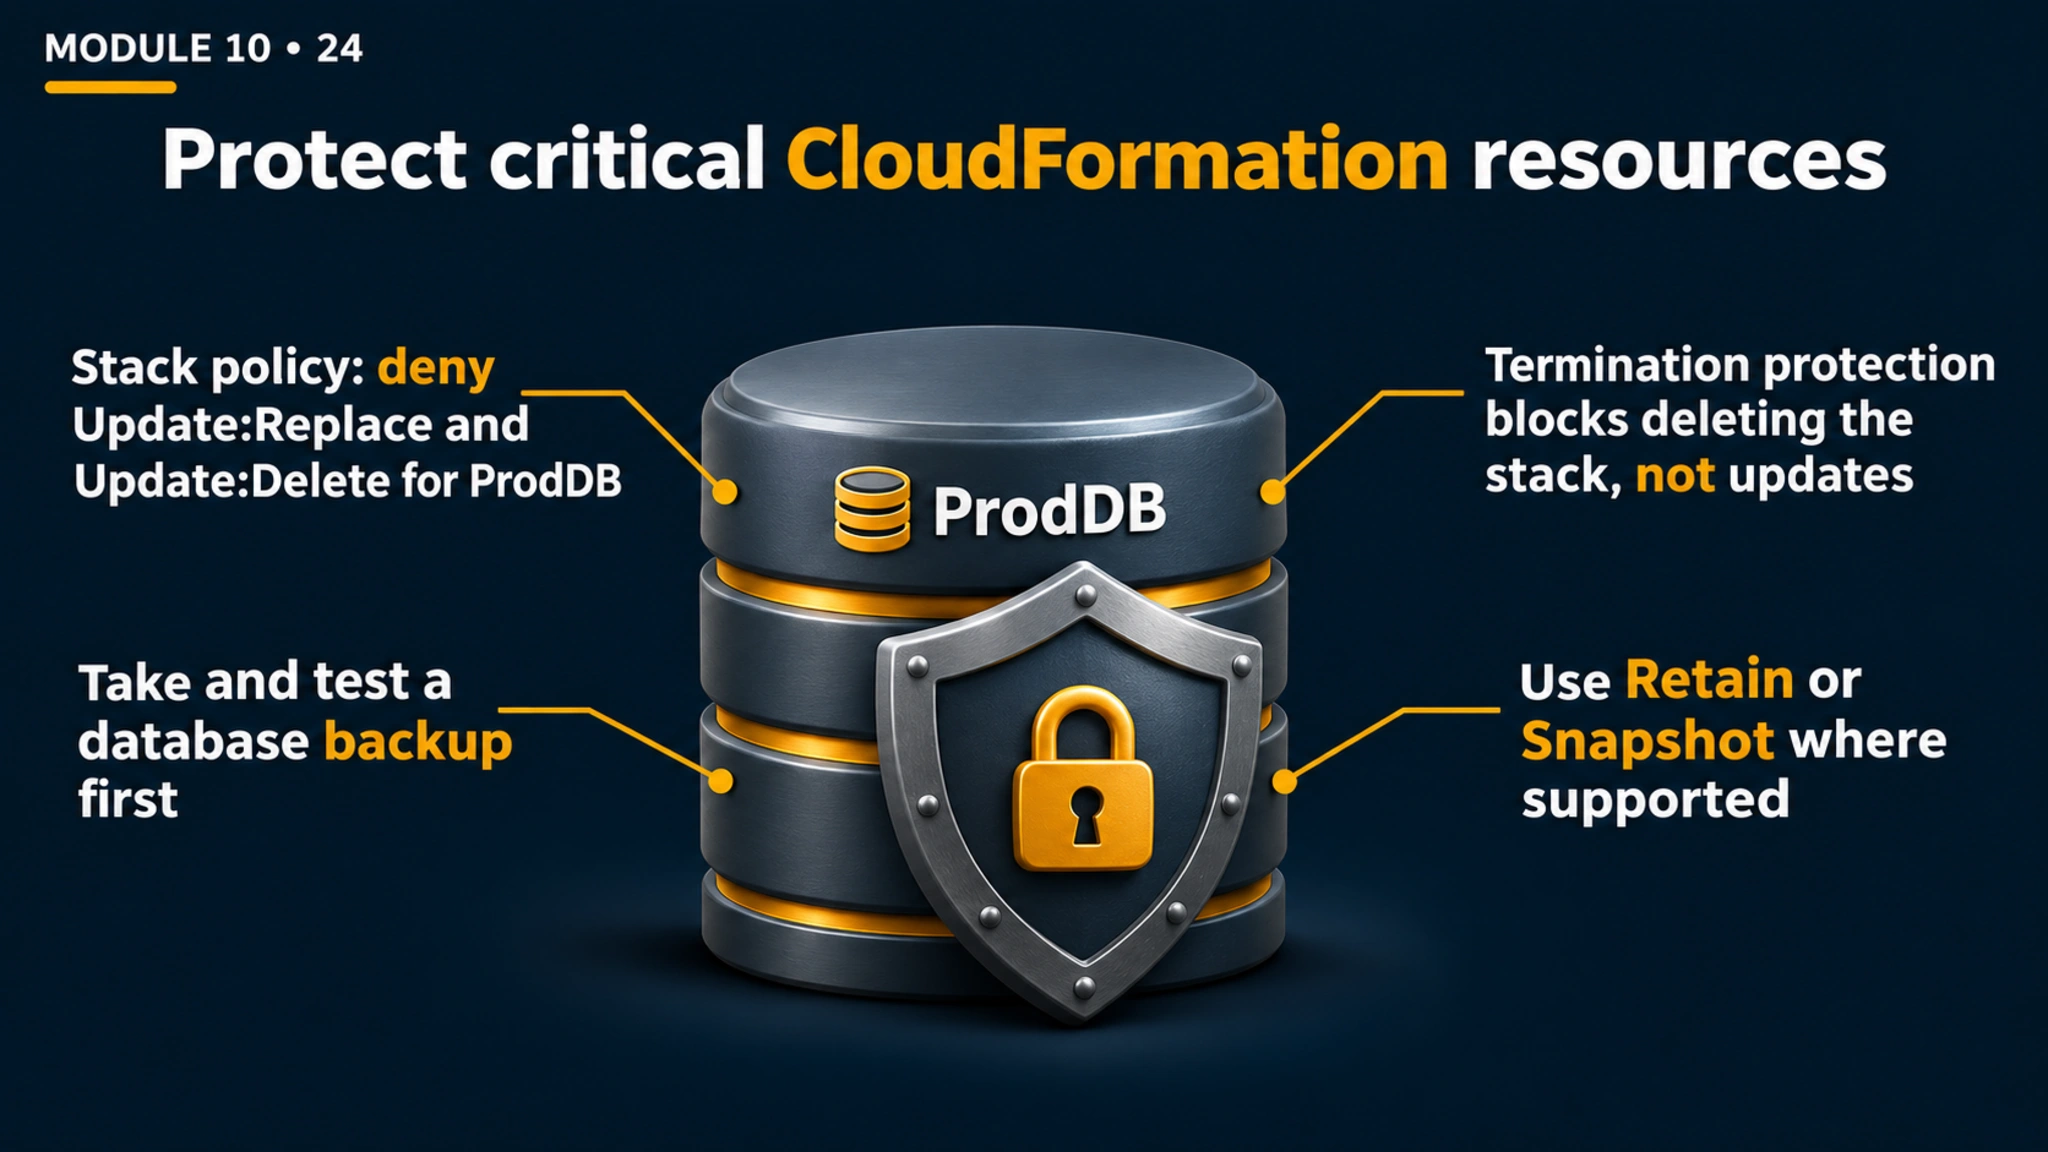 MODULE 10 • 24
Protect critical CloudFormation resources
Stack policy: deny
Update:Replace and
Update:Delete for ProdDB
Termination protection
blocks deleting the
stack, not updates
ProdDB
Take and test a
database backup
first
Use Retain or
Snapshot where
supported